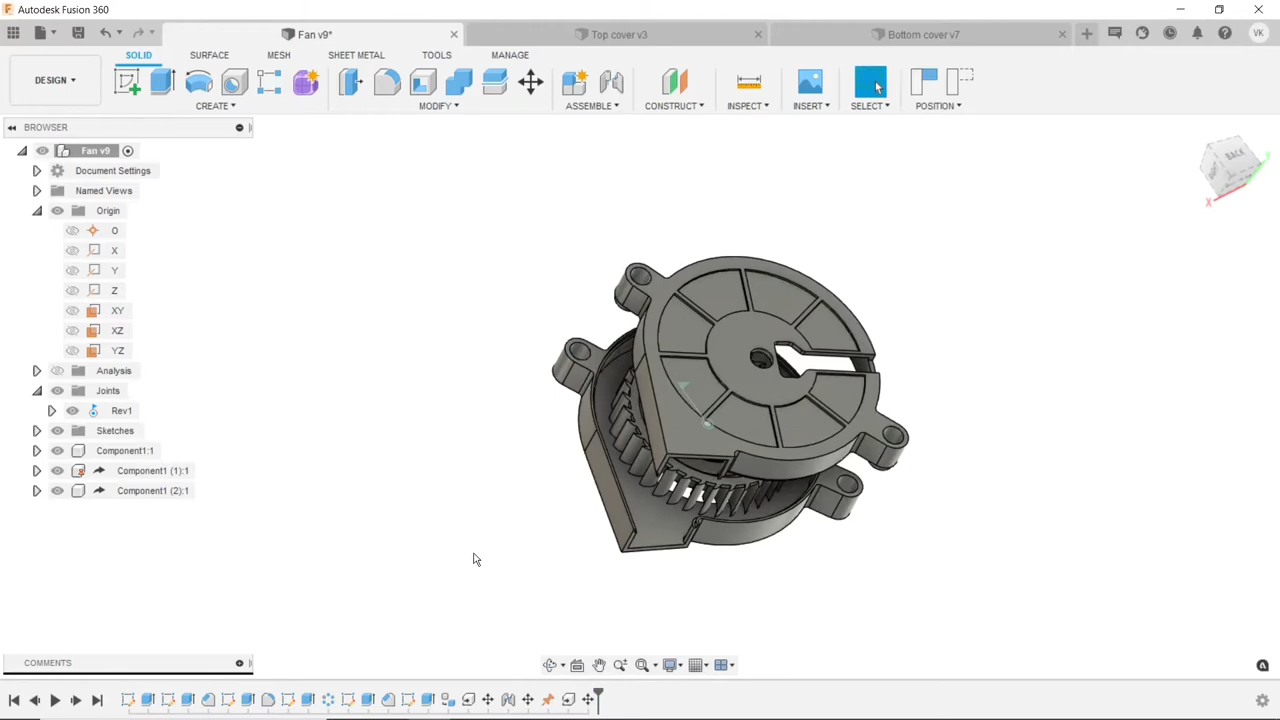 Autodesk Fusion 360
Fan v9*
Top cover v3
Bottom cover v7
VK
DESIGN
SOLID
SURFACE
MESH
SHEET METAL
TOOLS
MANAGE
CREATE
MODIFY
ASSEMBLE
CONSTRUCT
INSPECT
INSERT
SELECT
POSITION
BROWSER
Fan v9
Document Settings
Named Views
Origin
O
X
Y
Z
XY
XZ
YZ
Analysis
Joints
Rev1
Sketches
Component1:1
Component1 (1):1
Component1 (2):1
BACK
X
COMMENTS